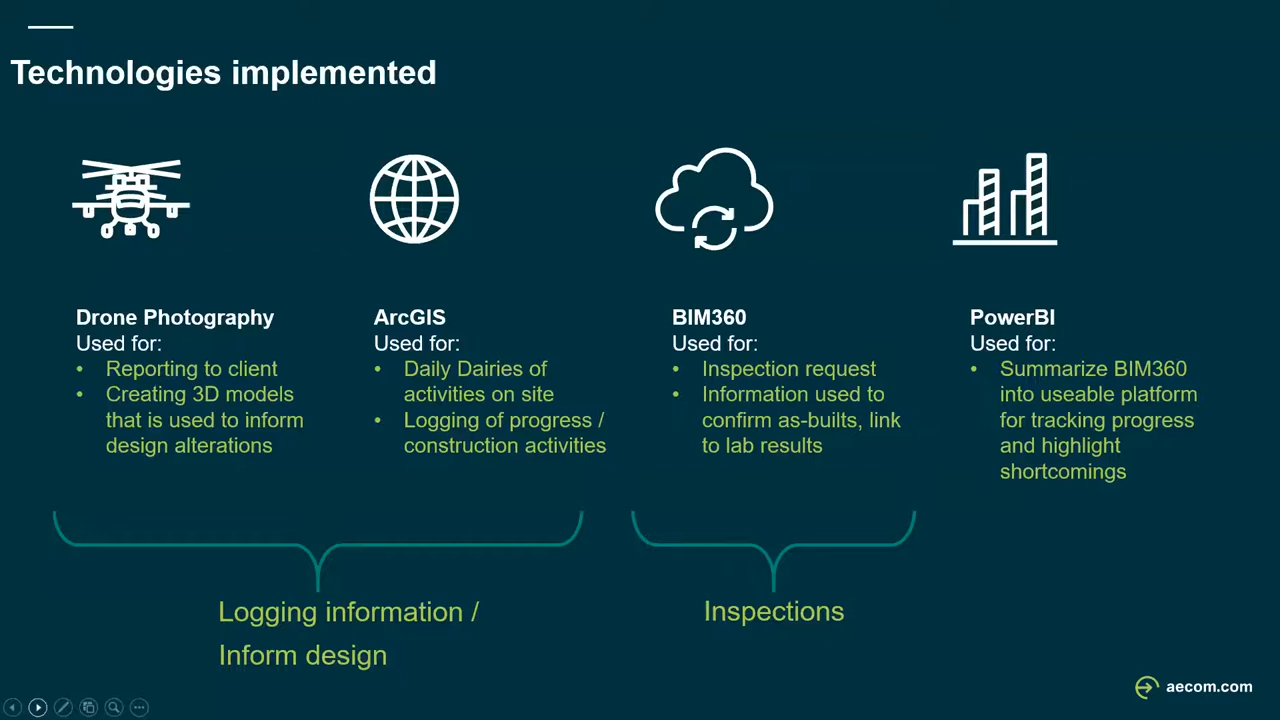 Technologies implemented
Drone Photography
Used for:
• Reporting to client
• Creating 3D models
that is used to inform
design alterations
ArcGIS
Used for:
• Daily Dairies of
activities on site
• Logging of progress /
construction activities
BIM360
Used for:
• Inspection request
• Information used to
confirm as-builts, link
to lab results
PowerBI
Used for:
• Summarize BIM360
into useable platform
for tracking progress
and highlight
shortcomings
Logging information /
Inform design
Inspections
aecom.com